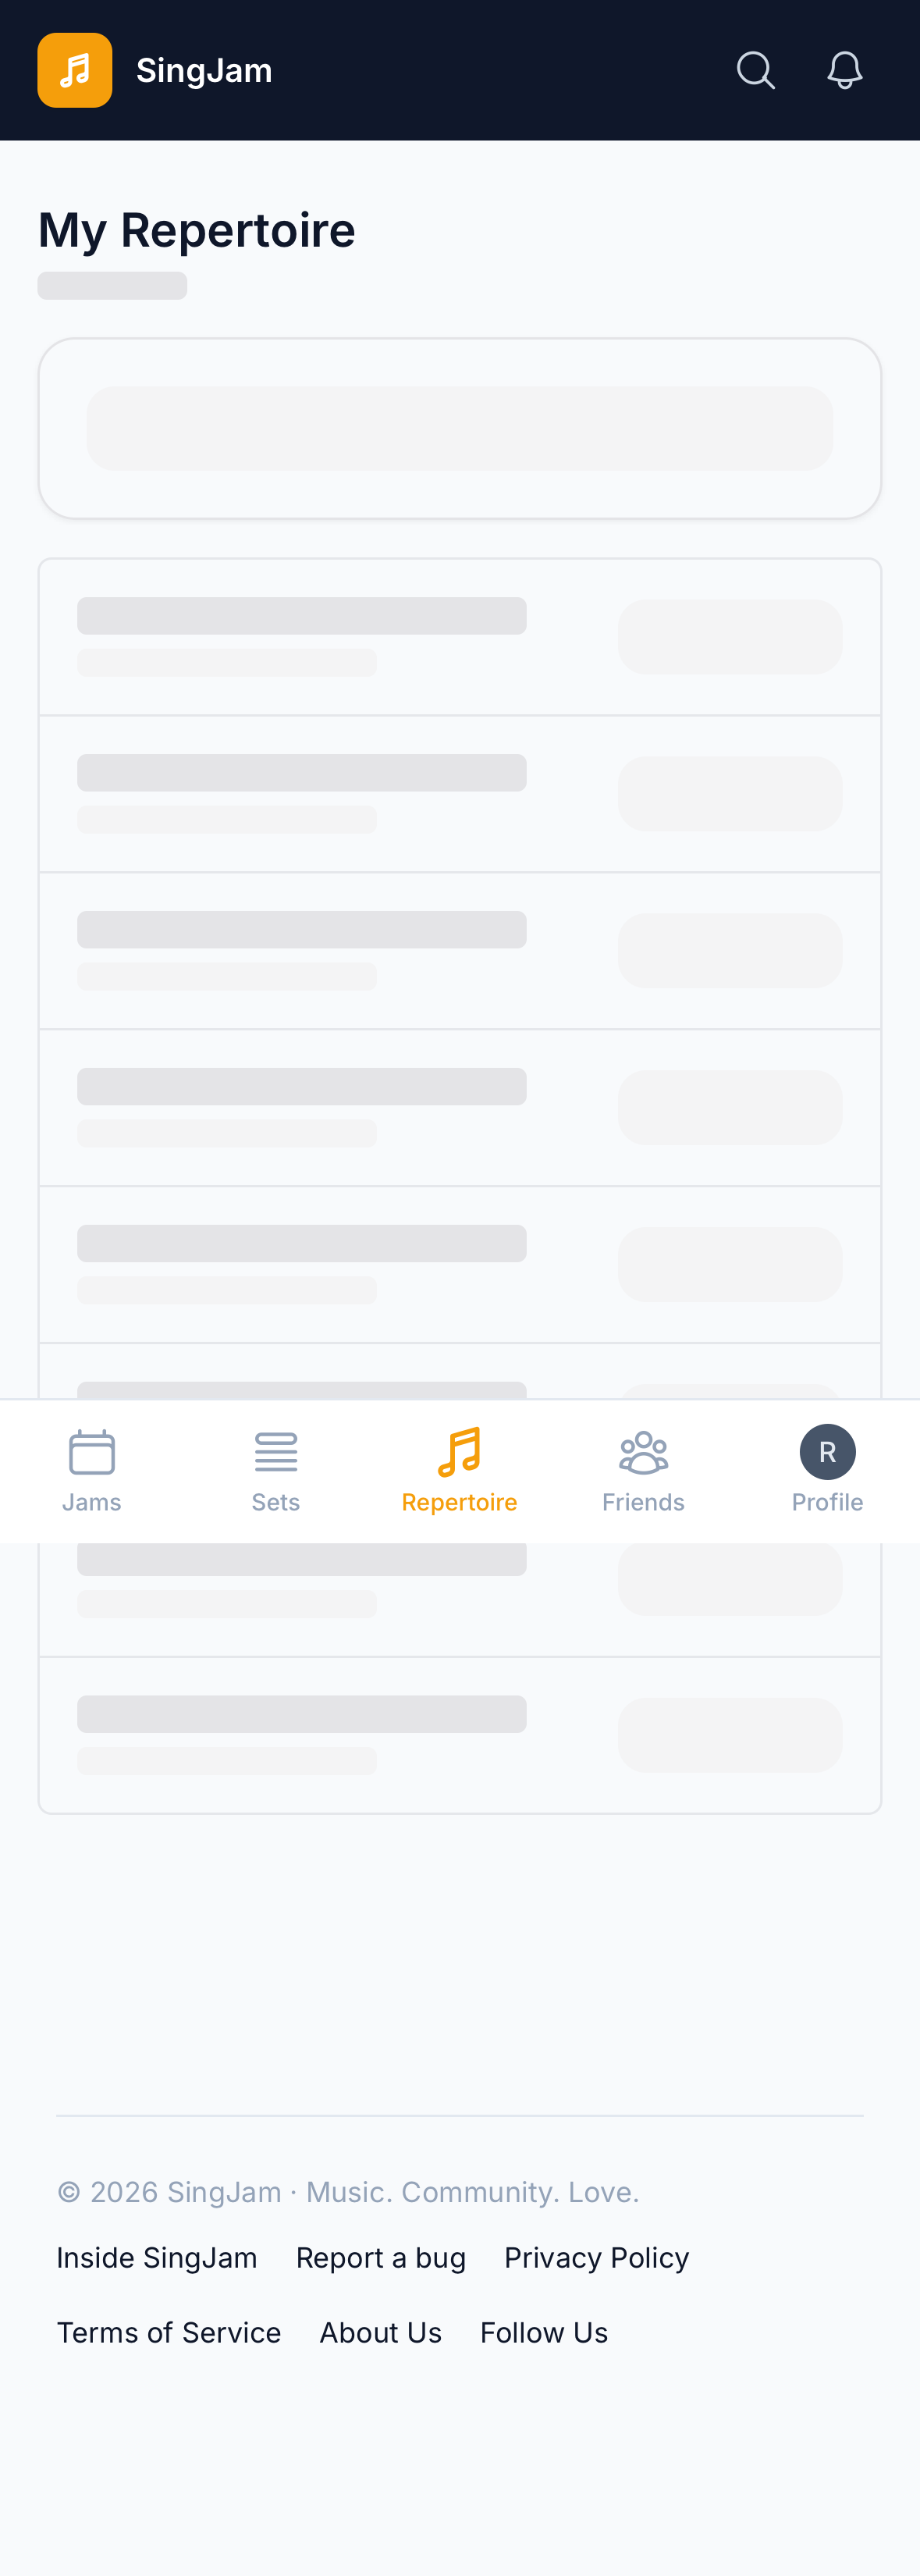 SingJam
My Repertoire
Jams
Sets
Repertoire
Friends
R
Profile
© 2026 SingJam · Music. Community. Love.
Inside SingJam Report a bug Privacy Policy
Terms of Service About Us Follow Us